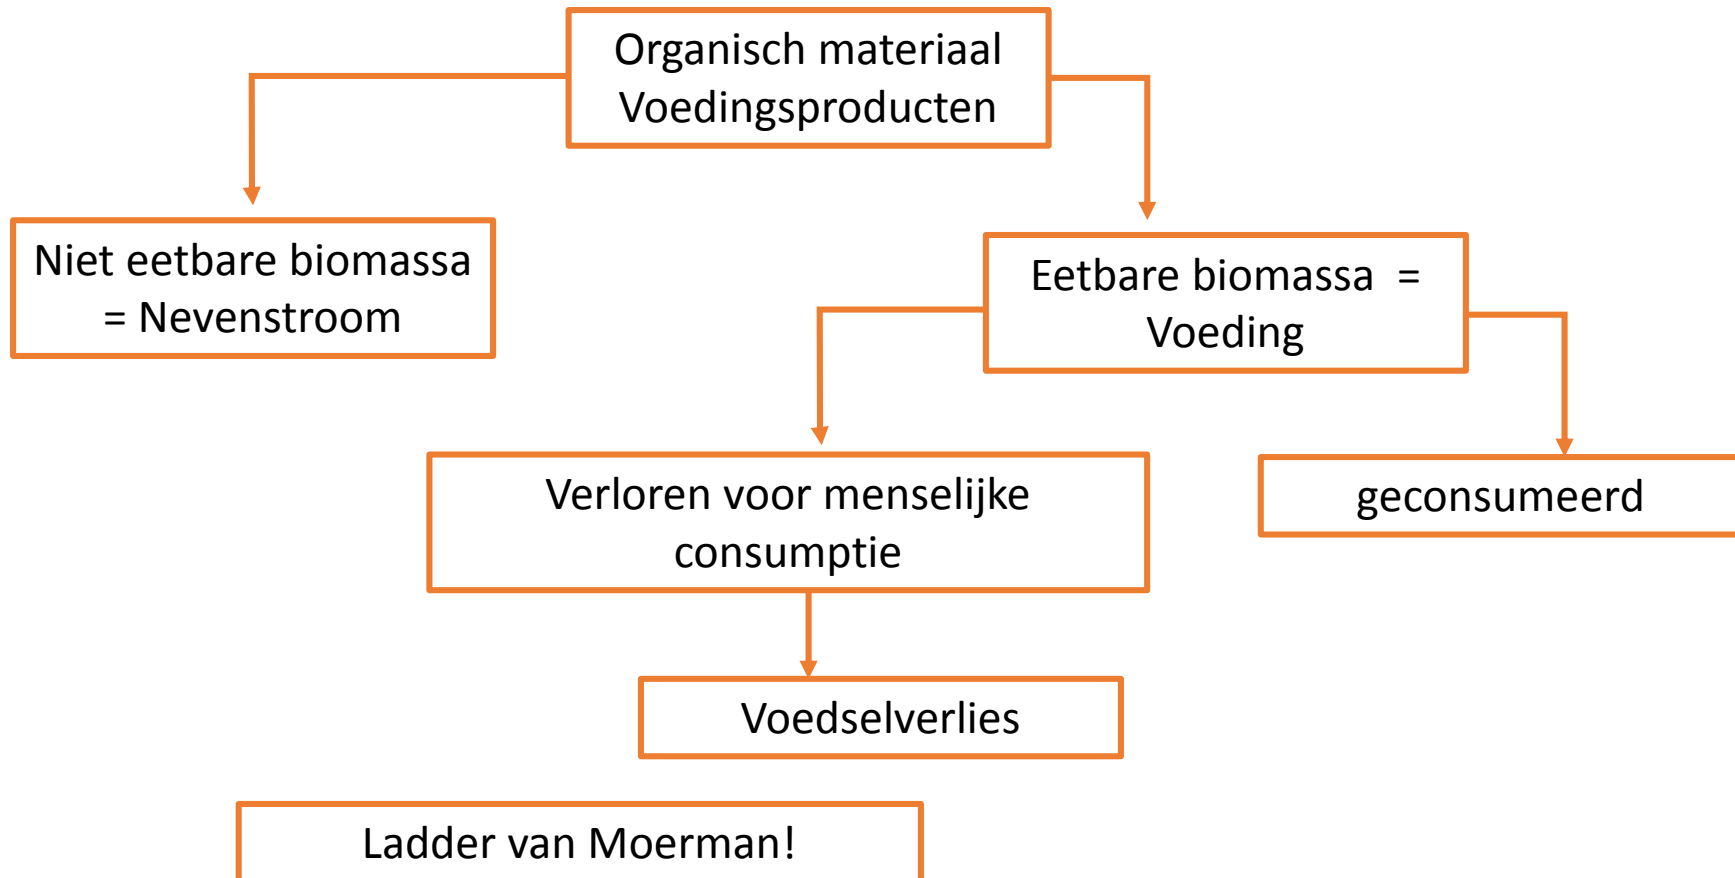 Organisch materiaal
Voedingsproducten
Niet eetbare biomassa
= Nevenstroom
Eetbare biomassa =
Voeding
Verloren voor menselijke
consumptie
geconsumeerd
Voedselverlies
Ladder van Moerman!